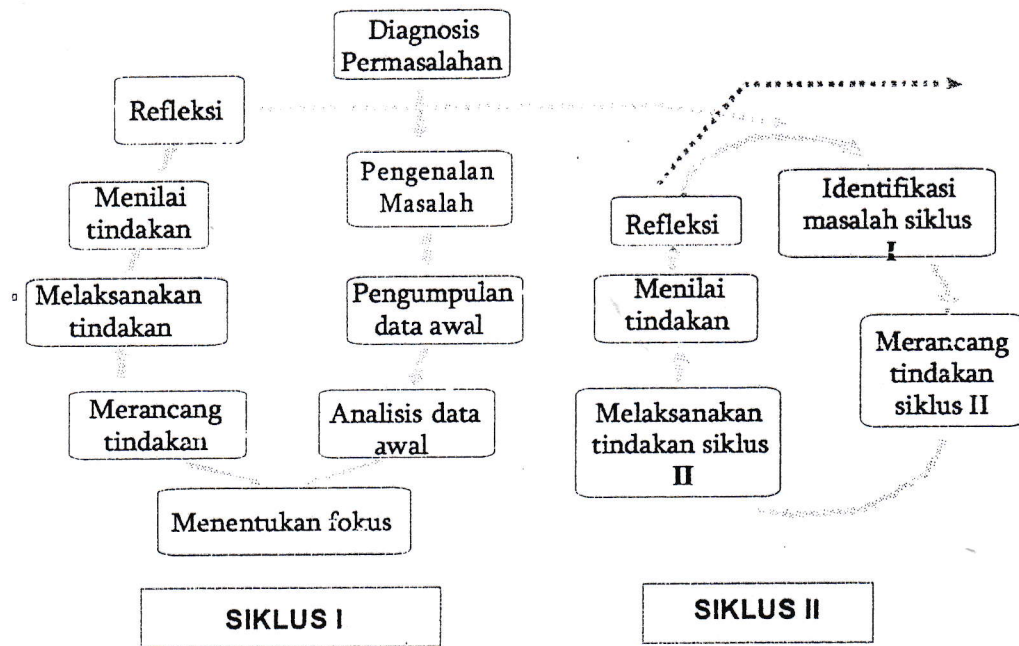 Diagnosis
Permasalahan
Refleksi
Pengenalan
Masalah
Menilai
tindakan
Pengumpulan
data awal
Melaksanakan
tindakan
Analisis data
awal
Merancang
tindakan
Menentukan fokus
SIKLUS I
Identifikasi
masalah siklus
I
Refleksi
Menilai
tindakan
Merancang
tindakan
siklus II
Melaksanakan
tindakan siklus
II
SIKLUS II